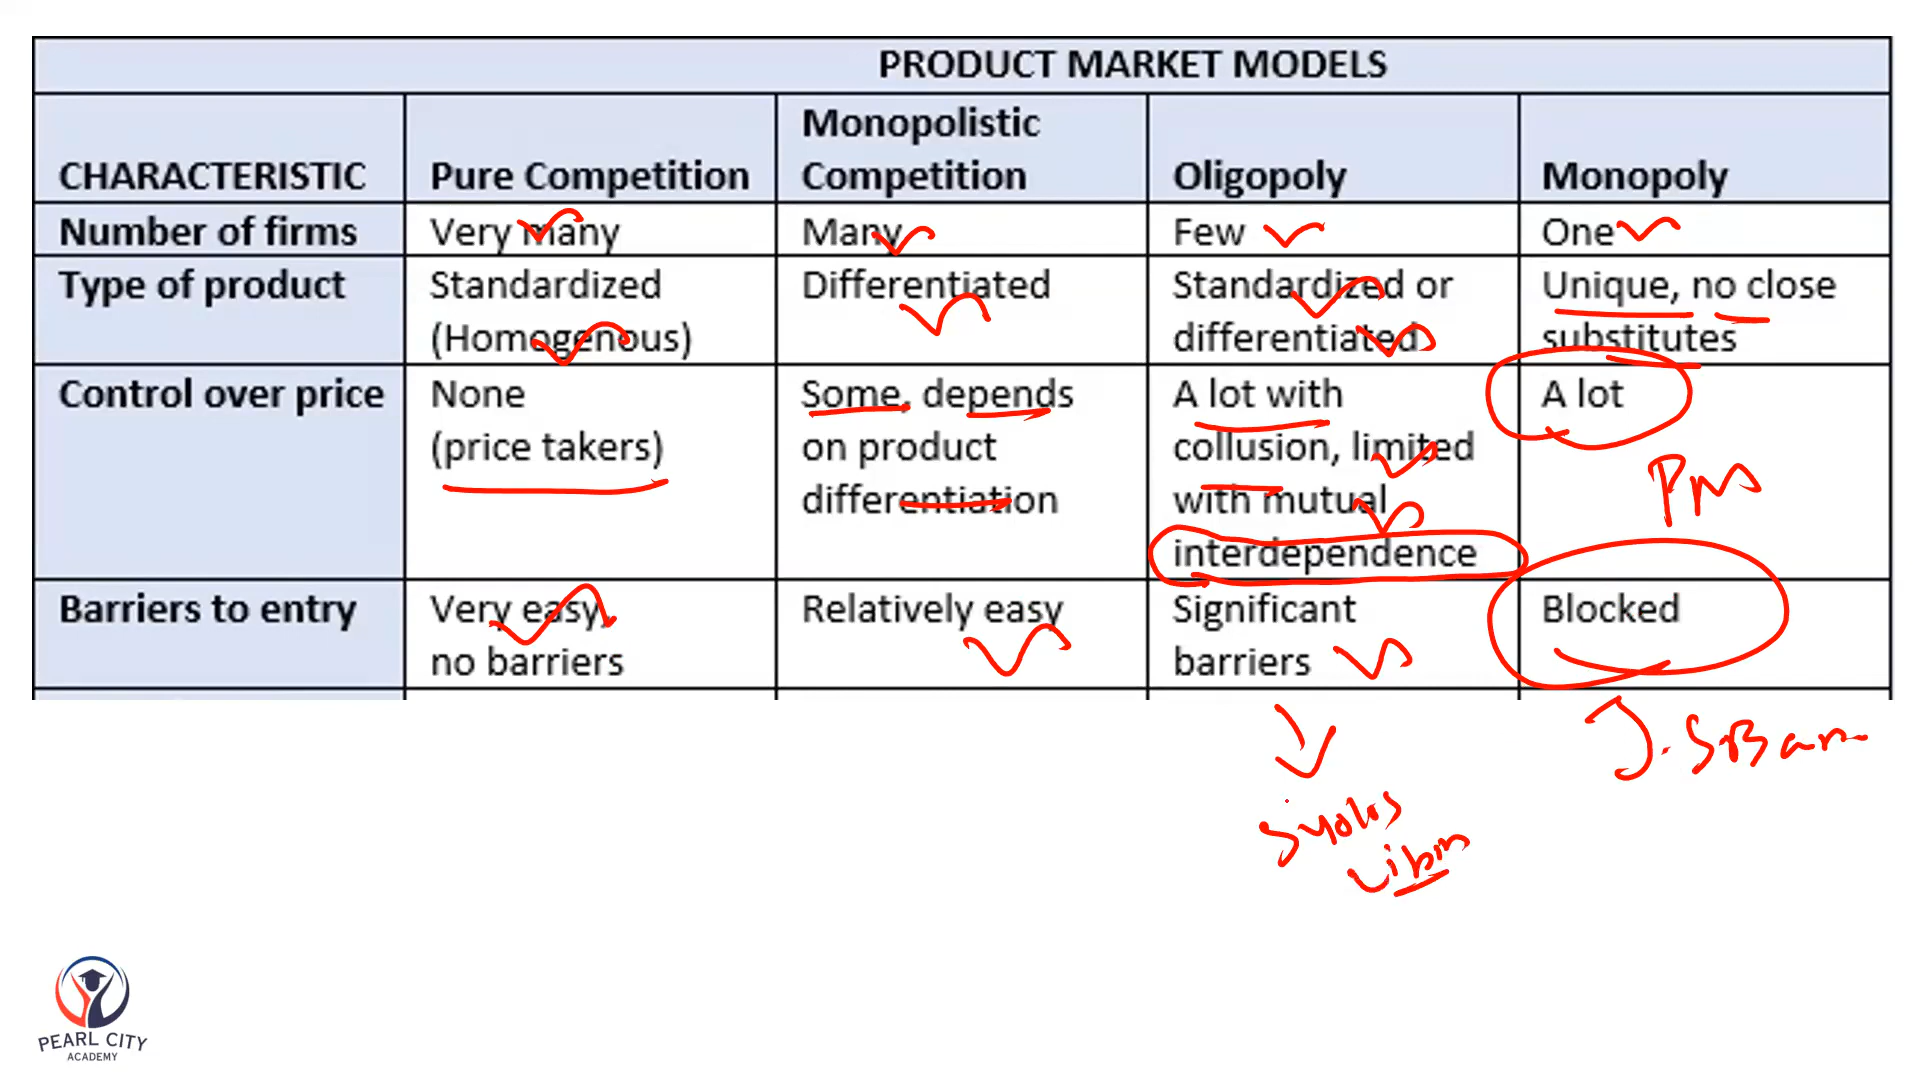 PRODUCT MARKET MODELS
CHARACTERISTIC
Pure Competition
Monopolistic
Competition
Oligopoly
Monopoly
Number of firms
Very many
Many
Few
One
Type of product
Standardized
(Homogenous)
Differentiated
Standardized or
differentiated
Unique, no close
substitutes
Control over price
None
(price takers)
Some, depends
on product
differentiation
A lot with
collusion, limited
with mutual
interdependence
A lot
Barriers to entry
Very easy,
no barriers
Relatively easy
Significant
barriers
Blocked
PEARL CITY
ACADEMY